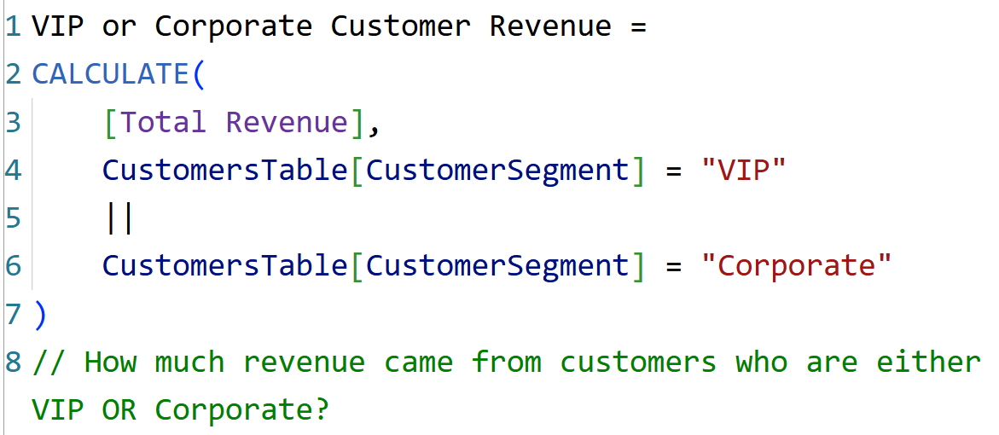 1 VIP or Corporate Customer Revenue =
2 CALCULATE(
3 [Total Revenue],
4 CustomersTable[CustomerSegment] = "VIP"
5 ||
6 CustomersTable[CustomerSegment] = "Corporate"
7 )
8 // How much revenue came from customers who are either
VIP OR Corporate?